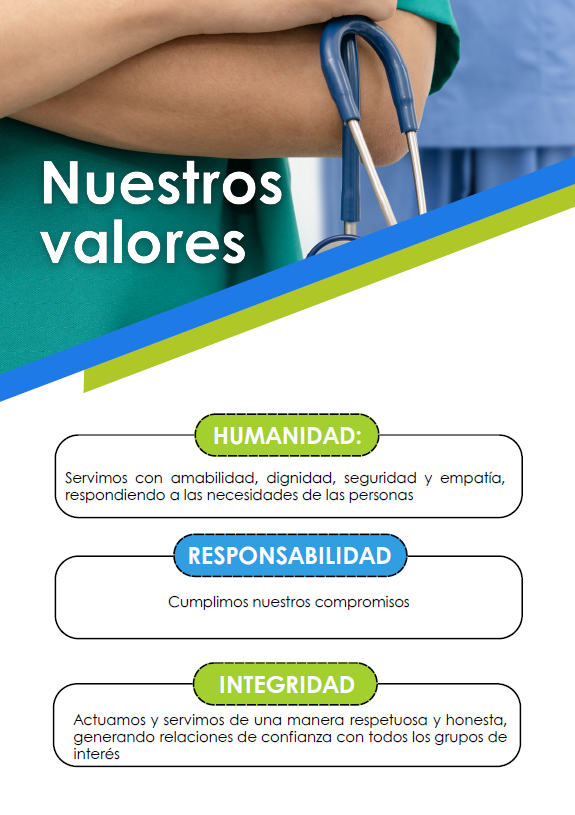 Nuestros
valores
HUMANIDAD:
Servimos con amabilidad, dignidad, seguridad y empatía,
respondiendo a las necesidades de las personas
RESPONSABILIDAD
Cumplimos nuestros compromisos
INTEGRIDAD
Actuamos y servimos de una manera respetuosa y honesta,
generando relaciones de confianza con todos los grupos de
interés